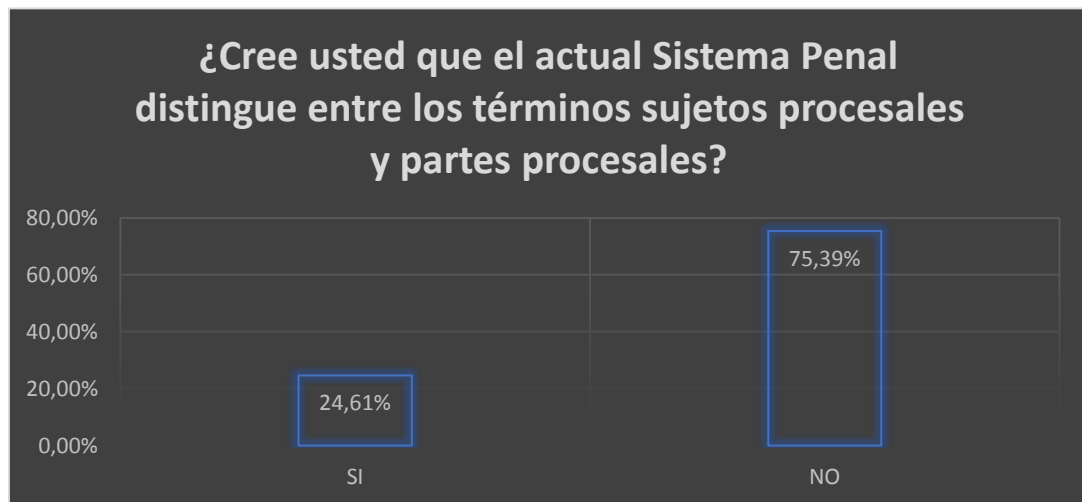 ¿Cree usted que el actual Sistema Penal
distingue entre los términos sujetos procesales
y partes procesales?
80,00%
75,39%
60,00%
40,00%
20,00%
24,61%
0,00%
SI
NO